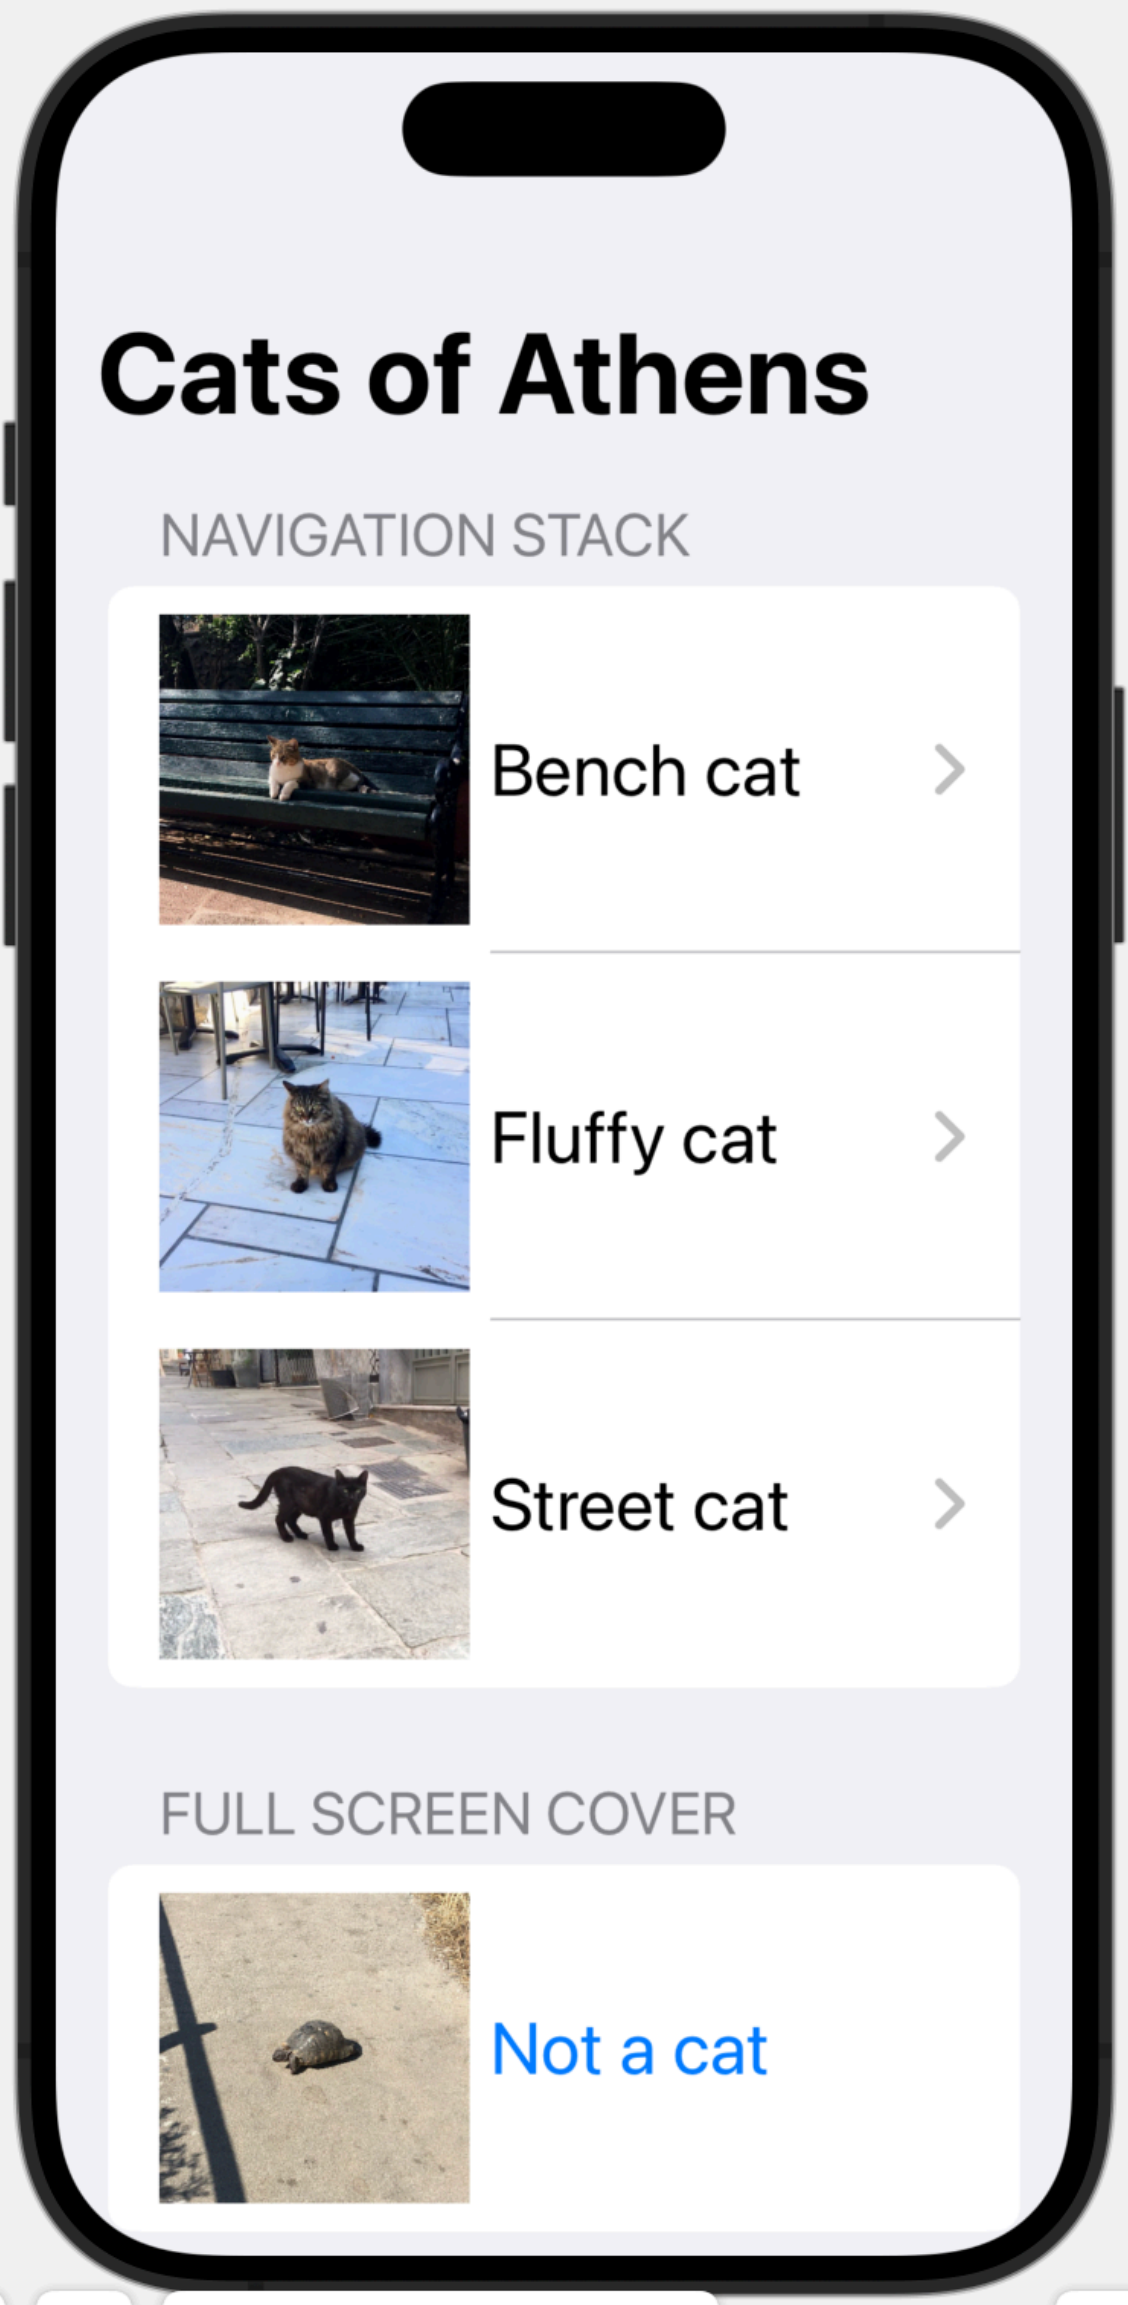 Cats of Athens
NAVIGATION STACK
Bench cat
Fluffy cat
Street cat
FULL SCREEN COVER
Not a cat